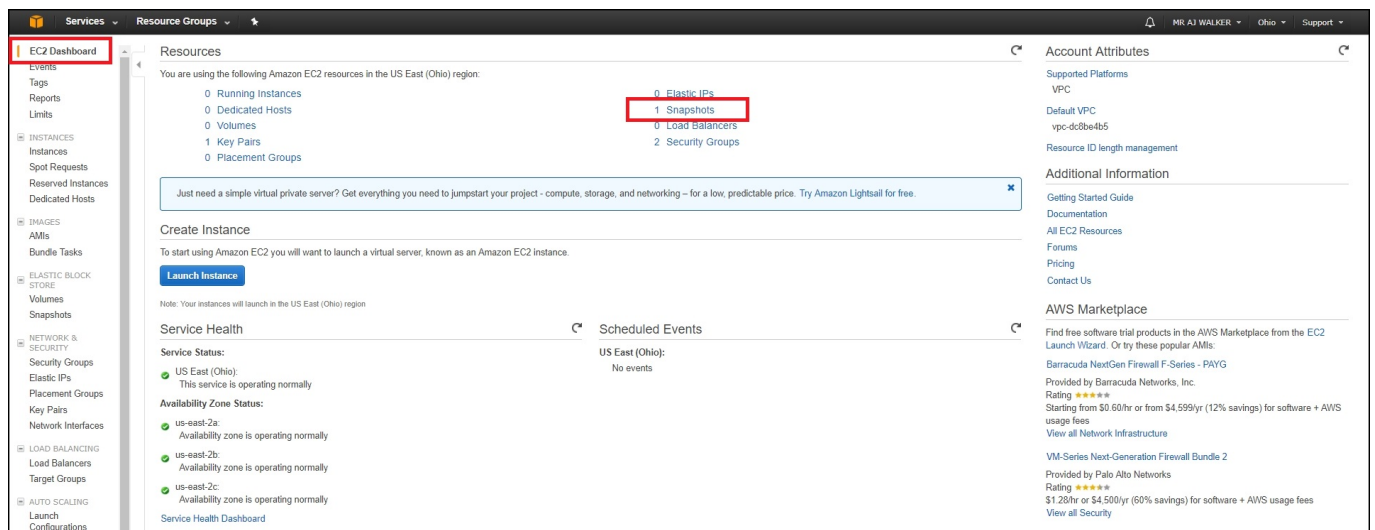 Services Resource Groups MR AJ WALKER Ohio Support
EC2 Dashboard
Events
Tags
Reports
Limits
INSTANCES
Instances
Spot Requests
Reserved Instances
Dedicated Hosts
IMAGES
AMIs
Bundle Tasks
ELASTIC BLOCK
STORE
Volumes
Snapshots
NETWORK &
SECURITY
Security Groups
Elastic IPs
Placement Groups
Key Pairs
Network Interfaces
LOAD BALANCING
Load Balancers
Target Groups
AUTO SCALING
Launch
Configurations
Resources
You are using the following Amazon EC2 resources in the US East (Ohio) region:
0 Running Instances
0 Dedicated Hosts
0 Volumes
1 Key Pairs
0 Placement Groups
0 Elastic IPs
1 Snapshots
0 Load Balancers
2 Security Groups
Just need a simple virtual private server? Get everything you need to jumpstart your project - compute, storage, and networking – for a low, predictable price. Try Amazon Lightsail for free.
Create Instance
To start using Amazon EC2 you will want to launch a virtual server, known as an Amazon EC2 instance.
Launch Instance
Note: Your instances will launch in the US East (Ohio) region
Service Health
Service Status:
US East (Ohio):
This service is operating normally
Availability Zone Status:
us-east-2a:
Availability zone is operating normally
us-east-2b:
Availability zone is operating normally
us-east-2c:
Availability zone is operating normally
Service Health Dashboard
Scheduled Events
US East (Ohio):
No events
Account Attributes
Supported Platforms
VPC
Default VPC
vpc-dc8be4b5
Resource ID length management
Additional Information
Getting Started Guide
Documentation
All EC2 Resources
Forums
Pricing
Contact Us
AWS Marketplace
Find free software trial products in the AWS Marketplace from the EC2
Launch Wizard. Or try these popular AMIs:
Barracuda NextGen Firewall F-Series - PAYG
Provided by Barracuda Networks, Inc.
Rating
Starting from $0.60/hr or from $4,599/yr (12% savings) for software + AWS
usage fees
View all Network Infrastructure
VM-Series Next-Generation Firewall Bundle 2
Provided by Palo Alto Networks
Rating
$1.28/hr or $4,500/yr (60% savings) for software + AWS usage fees
View all Security